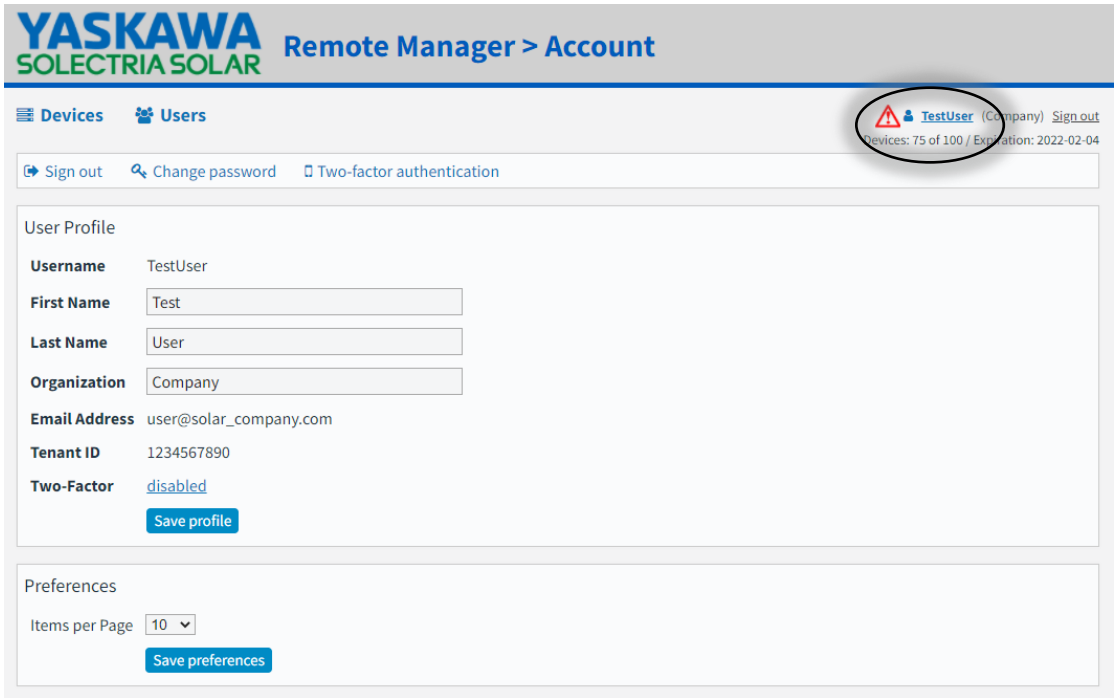 YASKAWA
SOLECTRIA SOLAR
Remote Manager > Account
Devices Users
TestUser (Company) Sign out
Devices: 75 of 100 / Expiration: 2022-02-04
Sign out Change password Two-factor authentication
User Profile
Username TestUser
First Name Test
Last Name User
Organization Company
Email Address user@solar_company.com
Tenant ID 1234567890
Two-Factor disabled
Save profile
Preferences
Items per Page 10
Save preferences